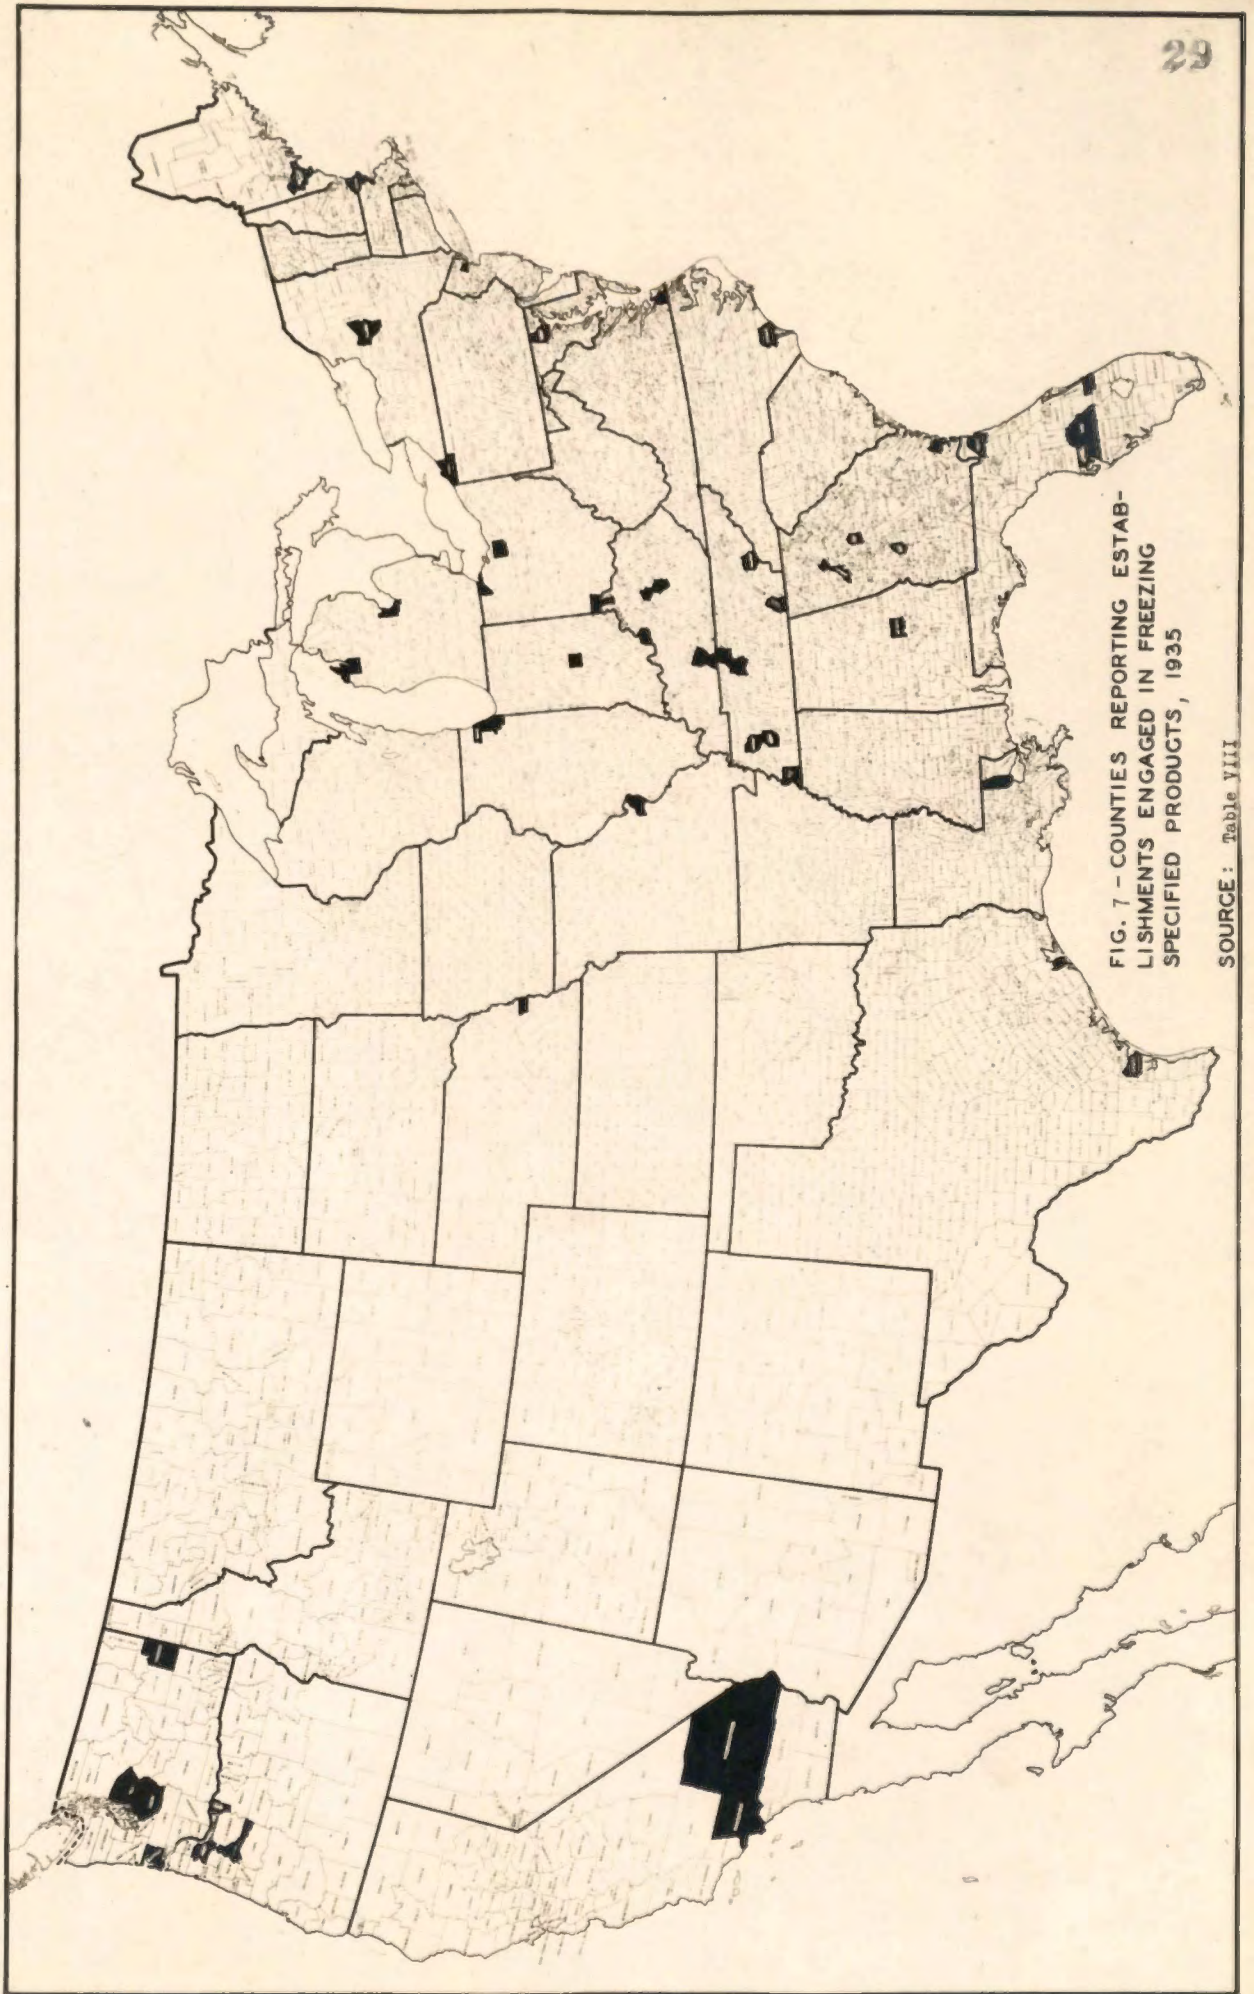 29
FIG. 7 - COUNTIES REPORTING ESTAB-
LISHMENTS ENGAGED IN FREEZING
SPECIFIED PRODUCTS, 1935
SOURCE: Table VIII